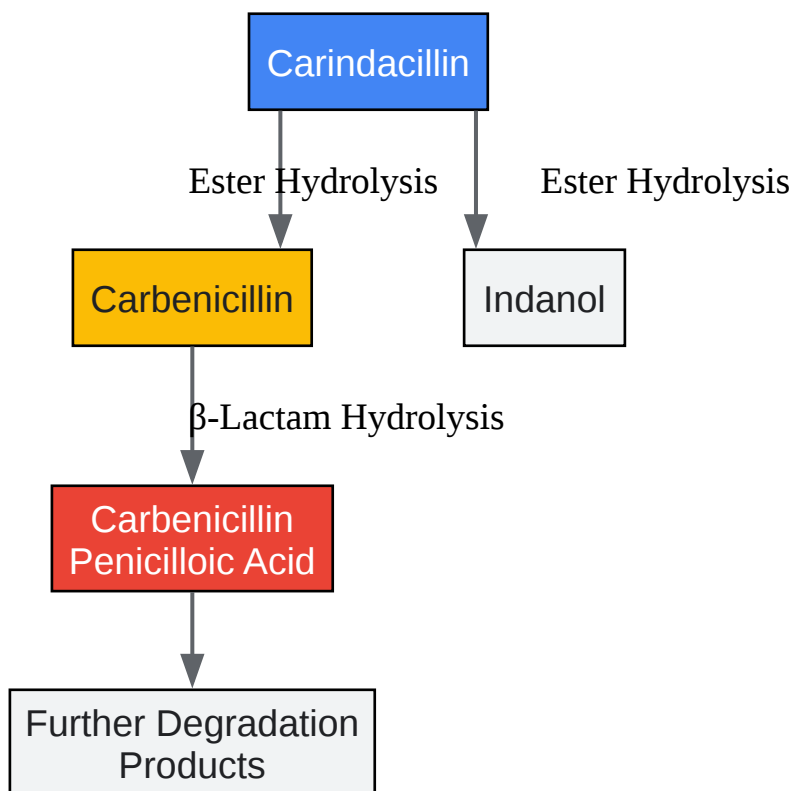 Carindacillin
Ester Hydrolysis
Ester Hydrolysis
Carbenicillin
Indanol
β-Lactam Hydrolysis
Carbenicillin
Penicilloic Acid
Further Degradation
Products